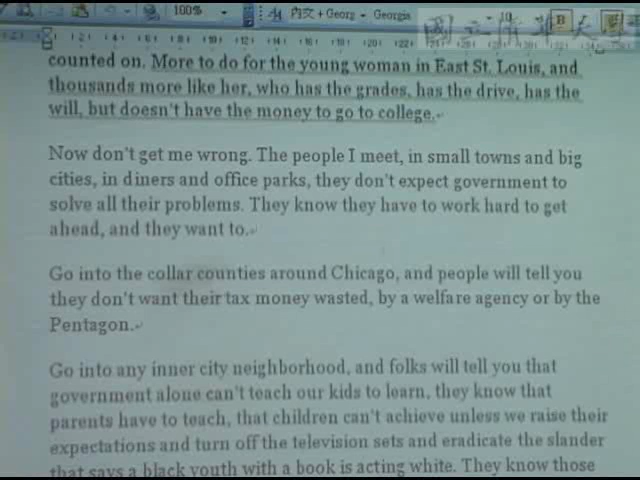 100%
内文 + Georg
Georgia
10
B
counted on. More to do for the young woman in East St. Louis, and
thousands more like her, who has the grades, has the drive, has the
will, but doesn't have the money to go to college.
Now don't get me wrong. The people I meet, in small towns and big
cities, in diners and office parks, they don't expect government to
solve all their problems. They know they have to work hard to get
ahead, and they want to.
Go into the collar counties around Chicago, and people will tell you
they don't want their tax money wasted, by a welfare agency or by the
Pentagon.
Go into any inner city neighborhood, and folks will tell you that
government alone can't teach our kids to learn, they know that
parents have to teach, that children can't achieve unless we raise their
expectations and turn off the television sets and eradicate the slander
that says a black youth with a book is acting white. They know those